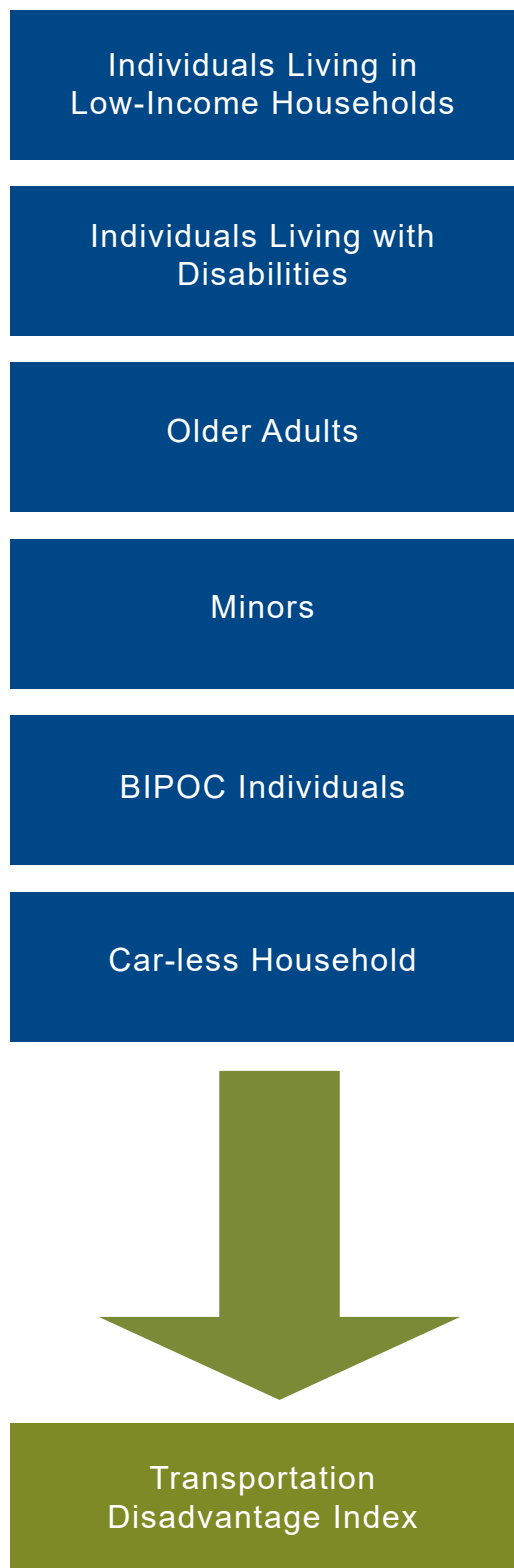 Individuals Living in
Low-Income Households
Individuals Living with
Disabilities
Older Adults
Minors
BIPOC Individuals
Car-less Household
Transportation
Disadvantage Index